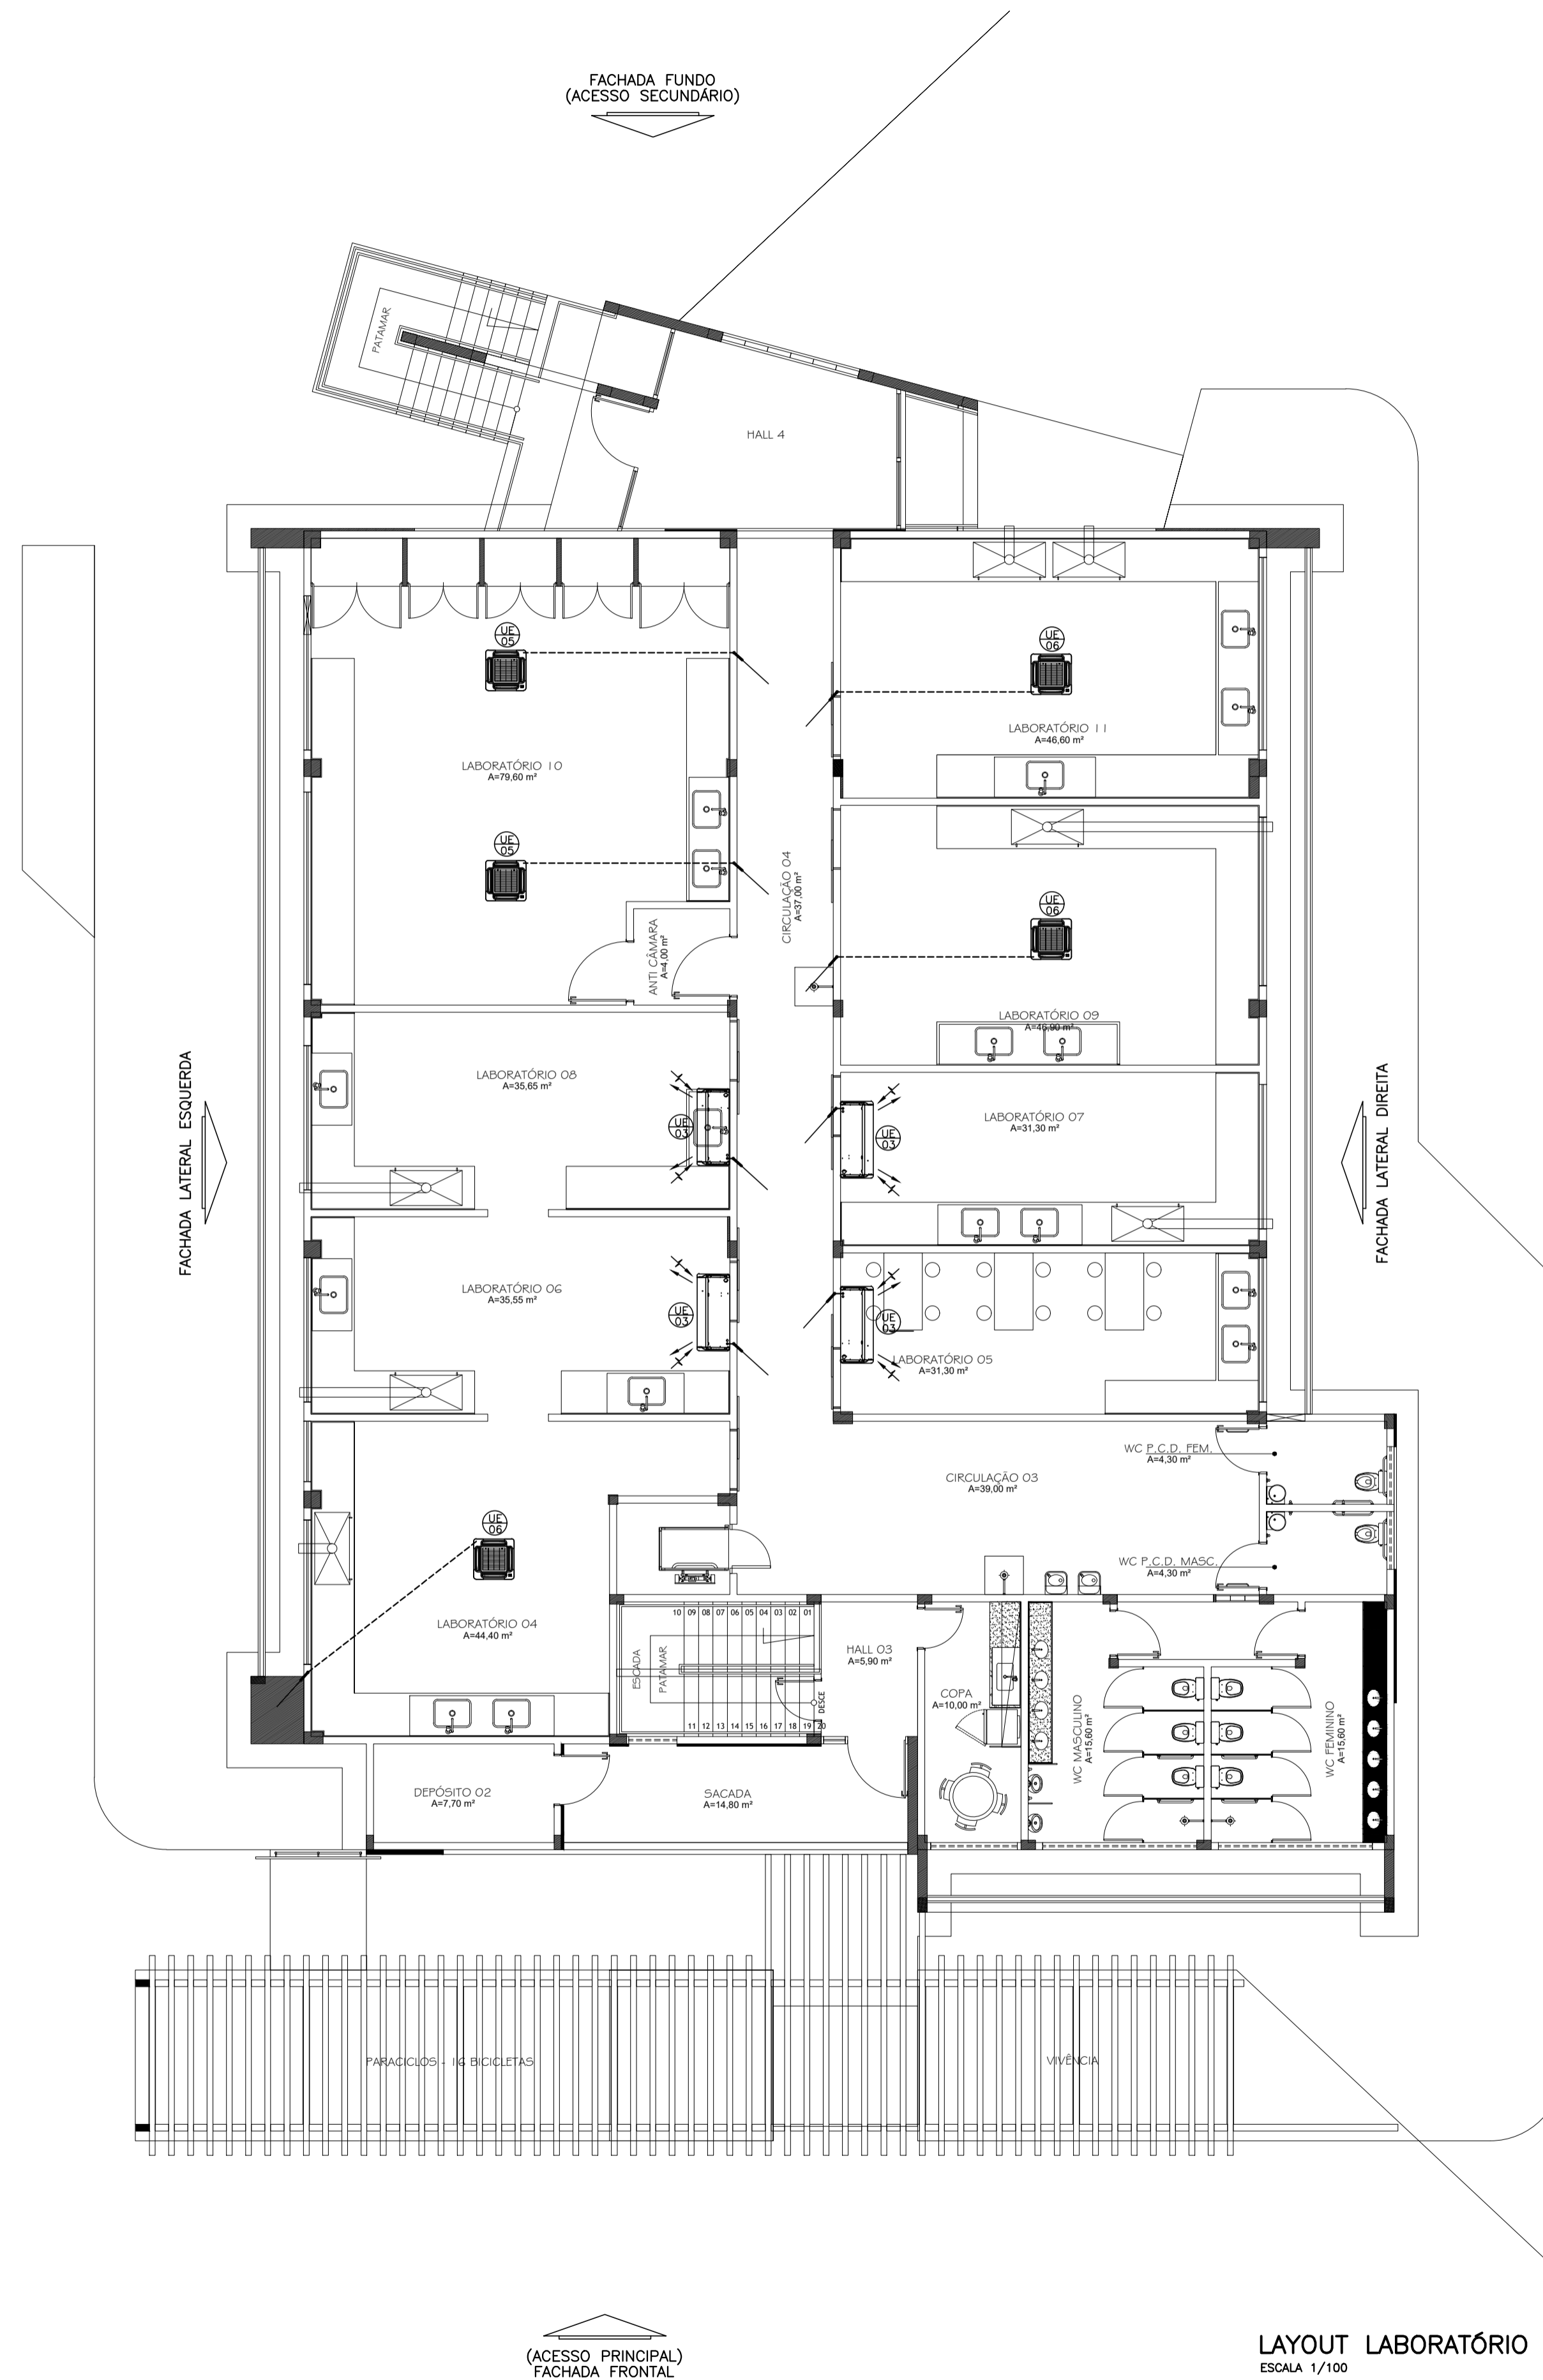 FACHADA FUNDO
(ACESSO SECUNDÁRIO)
PATAMAR
HALL 4
UE
05
UE
06
LABORATÓRIO 11
A=46,60 m²
LABORATÓRIO 10
A=79,60 m²
UE
05
CIRCULAÇÃO 04
A=37,00 m²
UE
06
ANTI CÂMARA
A=4,00 m²
LABORATÓRIO 09
A=46,90 m²
FACHADA LATERAL ESQUERDA
LABORATÓRIO 08
A=35,65 m²
UE
03
LABORATÓRIO 07
A=31,30 m²
UE
03
FACHADA LATERAL DIREITA
LABORATÓRIO 06
A=35,55 m²
UE
03
UE
03
LABORATÓRIO 05
A=31,30 m²
WC P.C.D. FEM.
A=4,30 m²
CIRCULAÇÃO 03
A=39,00 m²
UE
06
WC P.C.D. MASC.
A=4,30 m²
LABORATÓRIO 04
A=44,40 m²
10 09 08 07 06 05 04 03 02 01
ESCADA
PATAMAR
HALL 03
A=5,90 m²
DESCE
11 12 13 14 15 16 17 18 19 20
COPA
A=10,00 m²
WC MASCULINO
A=15,60 m²
WC FEMININO
A=15,60 m²
DEPÓSITO 02
A=7,70 m²
SACADA
A=14,80 m²
PARACICLOS - 16 BICICLETAS
VIVÊNCIA
(ACESSO PRINCIPAL)
FACHADA FRONTAL
LAYOUT LABORATÓRIO
ESCALA 1/100